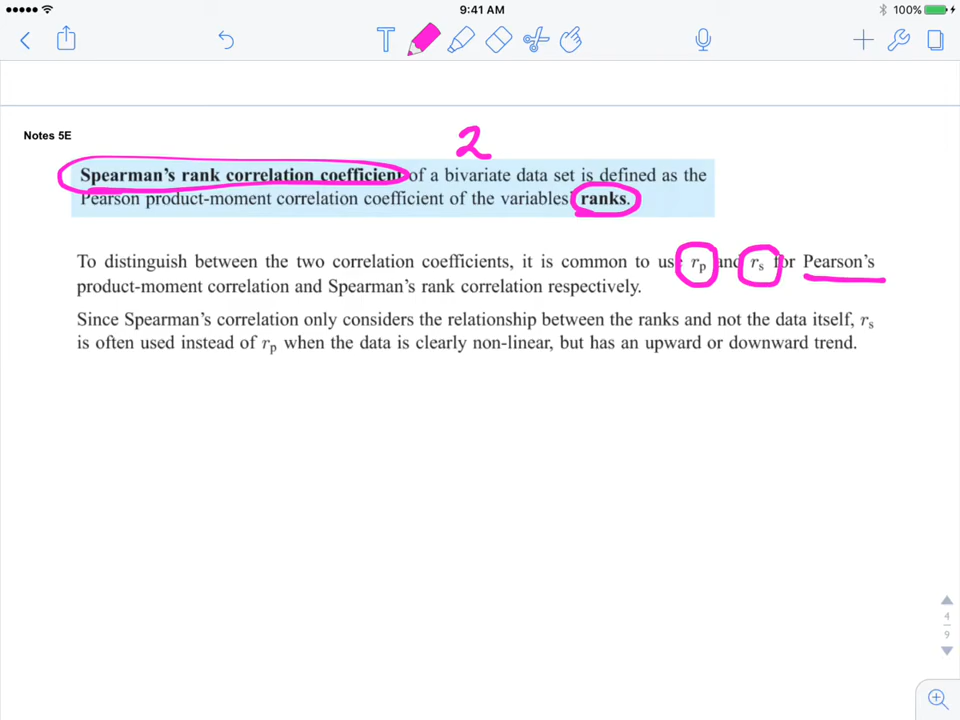 9:41 AM
100%
T
Notes 5E
2
Spearman's rank correlation coefficient of a bivariate data set is defined as the
Pearson product-moment correlation coefficient of the variables' ranks.
To distinguish between the two correlation coefficients, it is common to use rp and rs for Pearson's
product-moment correlation and Spearman's rank correlation respectively.
Since Spearman's correlation only considers the relationship between the ranks and not the data itself, rs
is often used instead of rp when the data is clearly non-linear, but has an upward or downward trend.
4
9